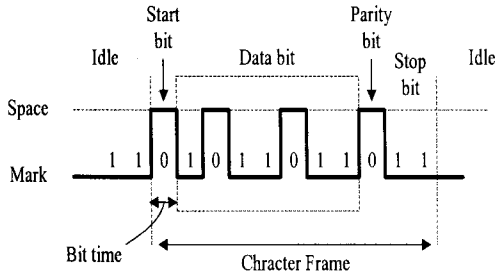 Start bit
Parity bit
Idle
Data bit
Stop bit
Idle
Space
1 1 0 1 0 1 1 0 1 1 0 1 1
Mark
Bit time
Chracter Frame